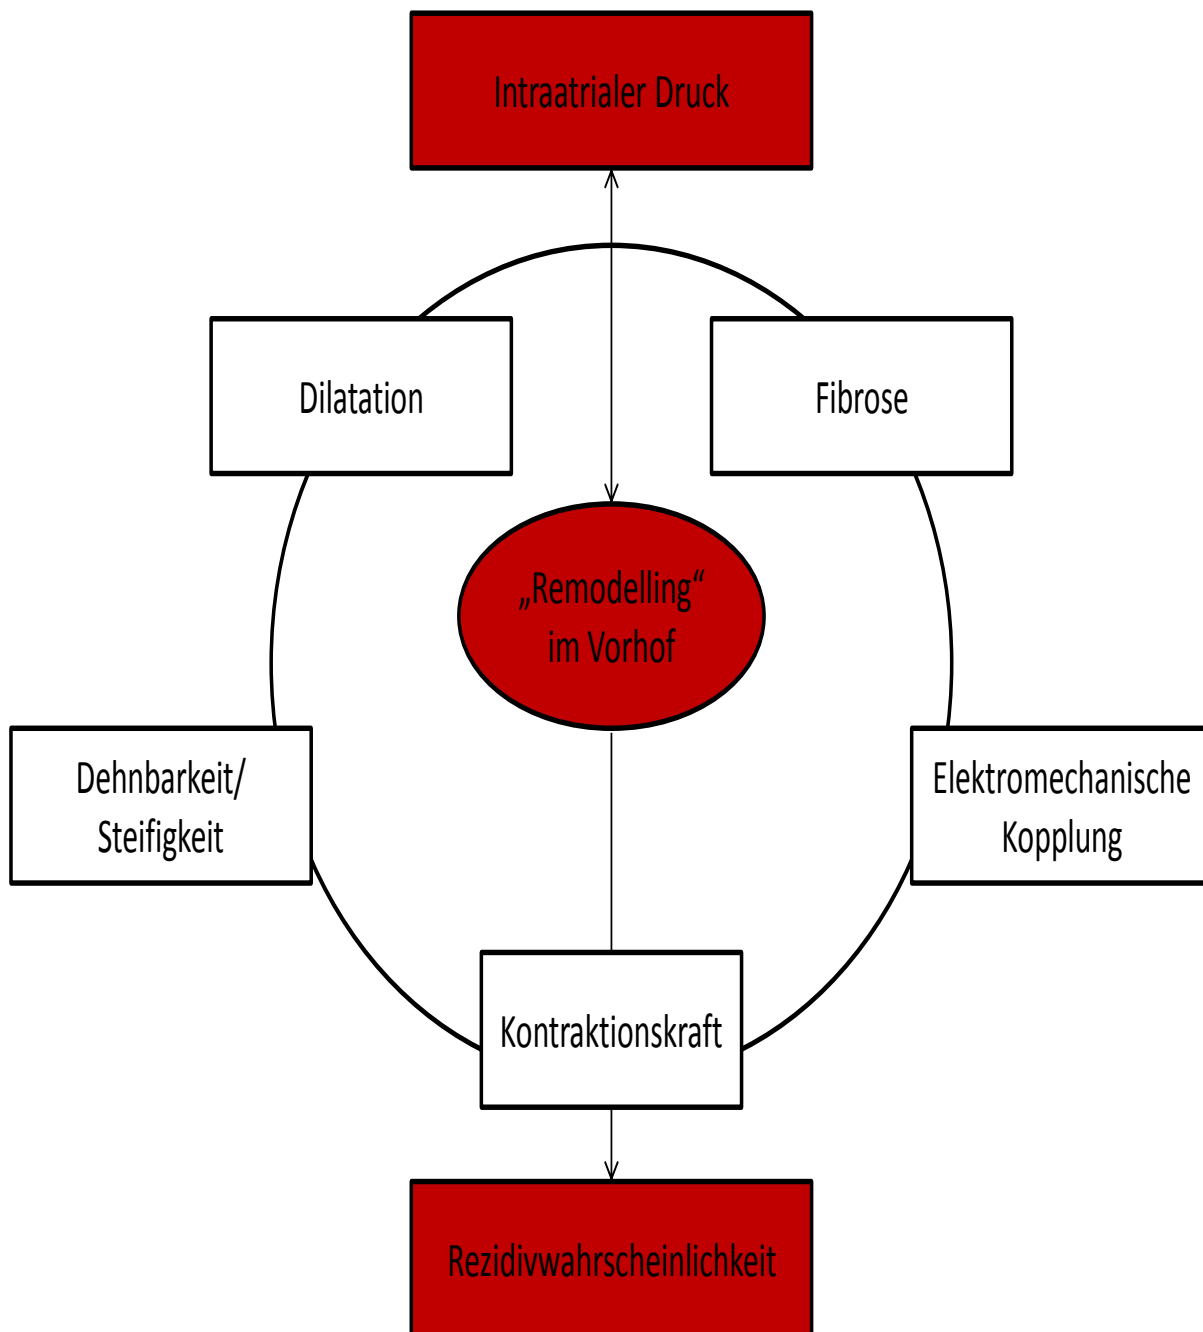 Intraatrialer Druck
Dilatation
Fibrose
„Remodelling“
im Vorhof
Dehnbarkeit/
Steifigkeit
Elektromechanische
Kopplung
Kontraktionskraft
Rezidivwahrscheinlichkeit